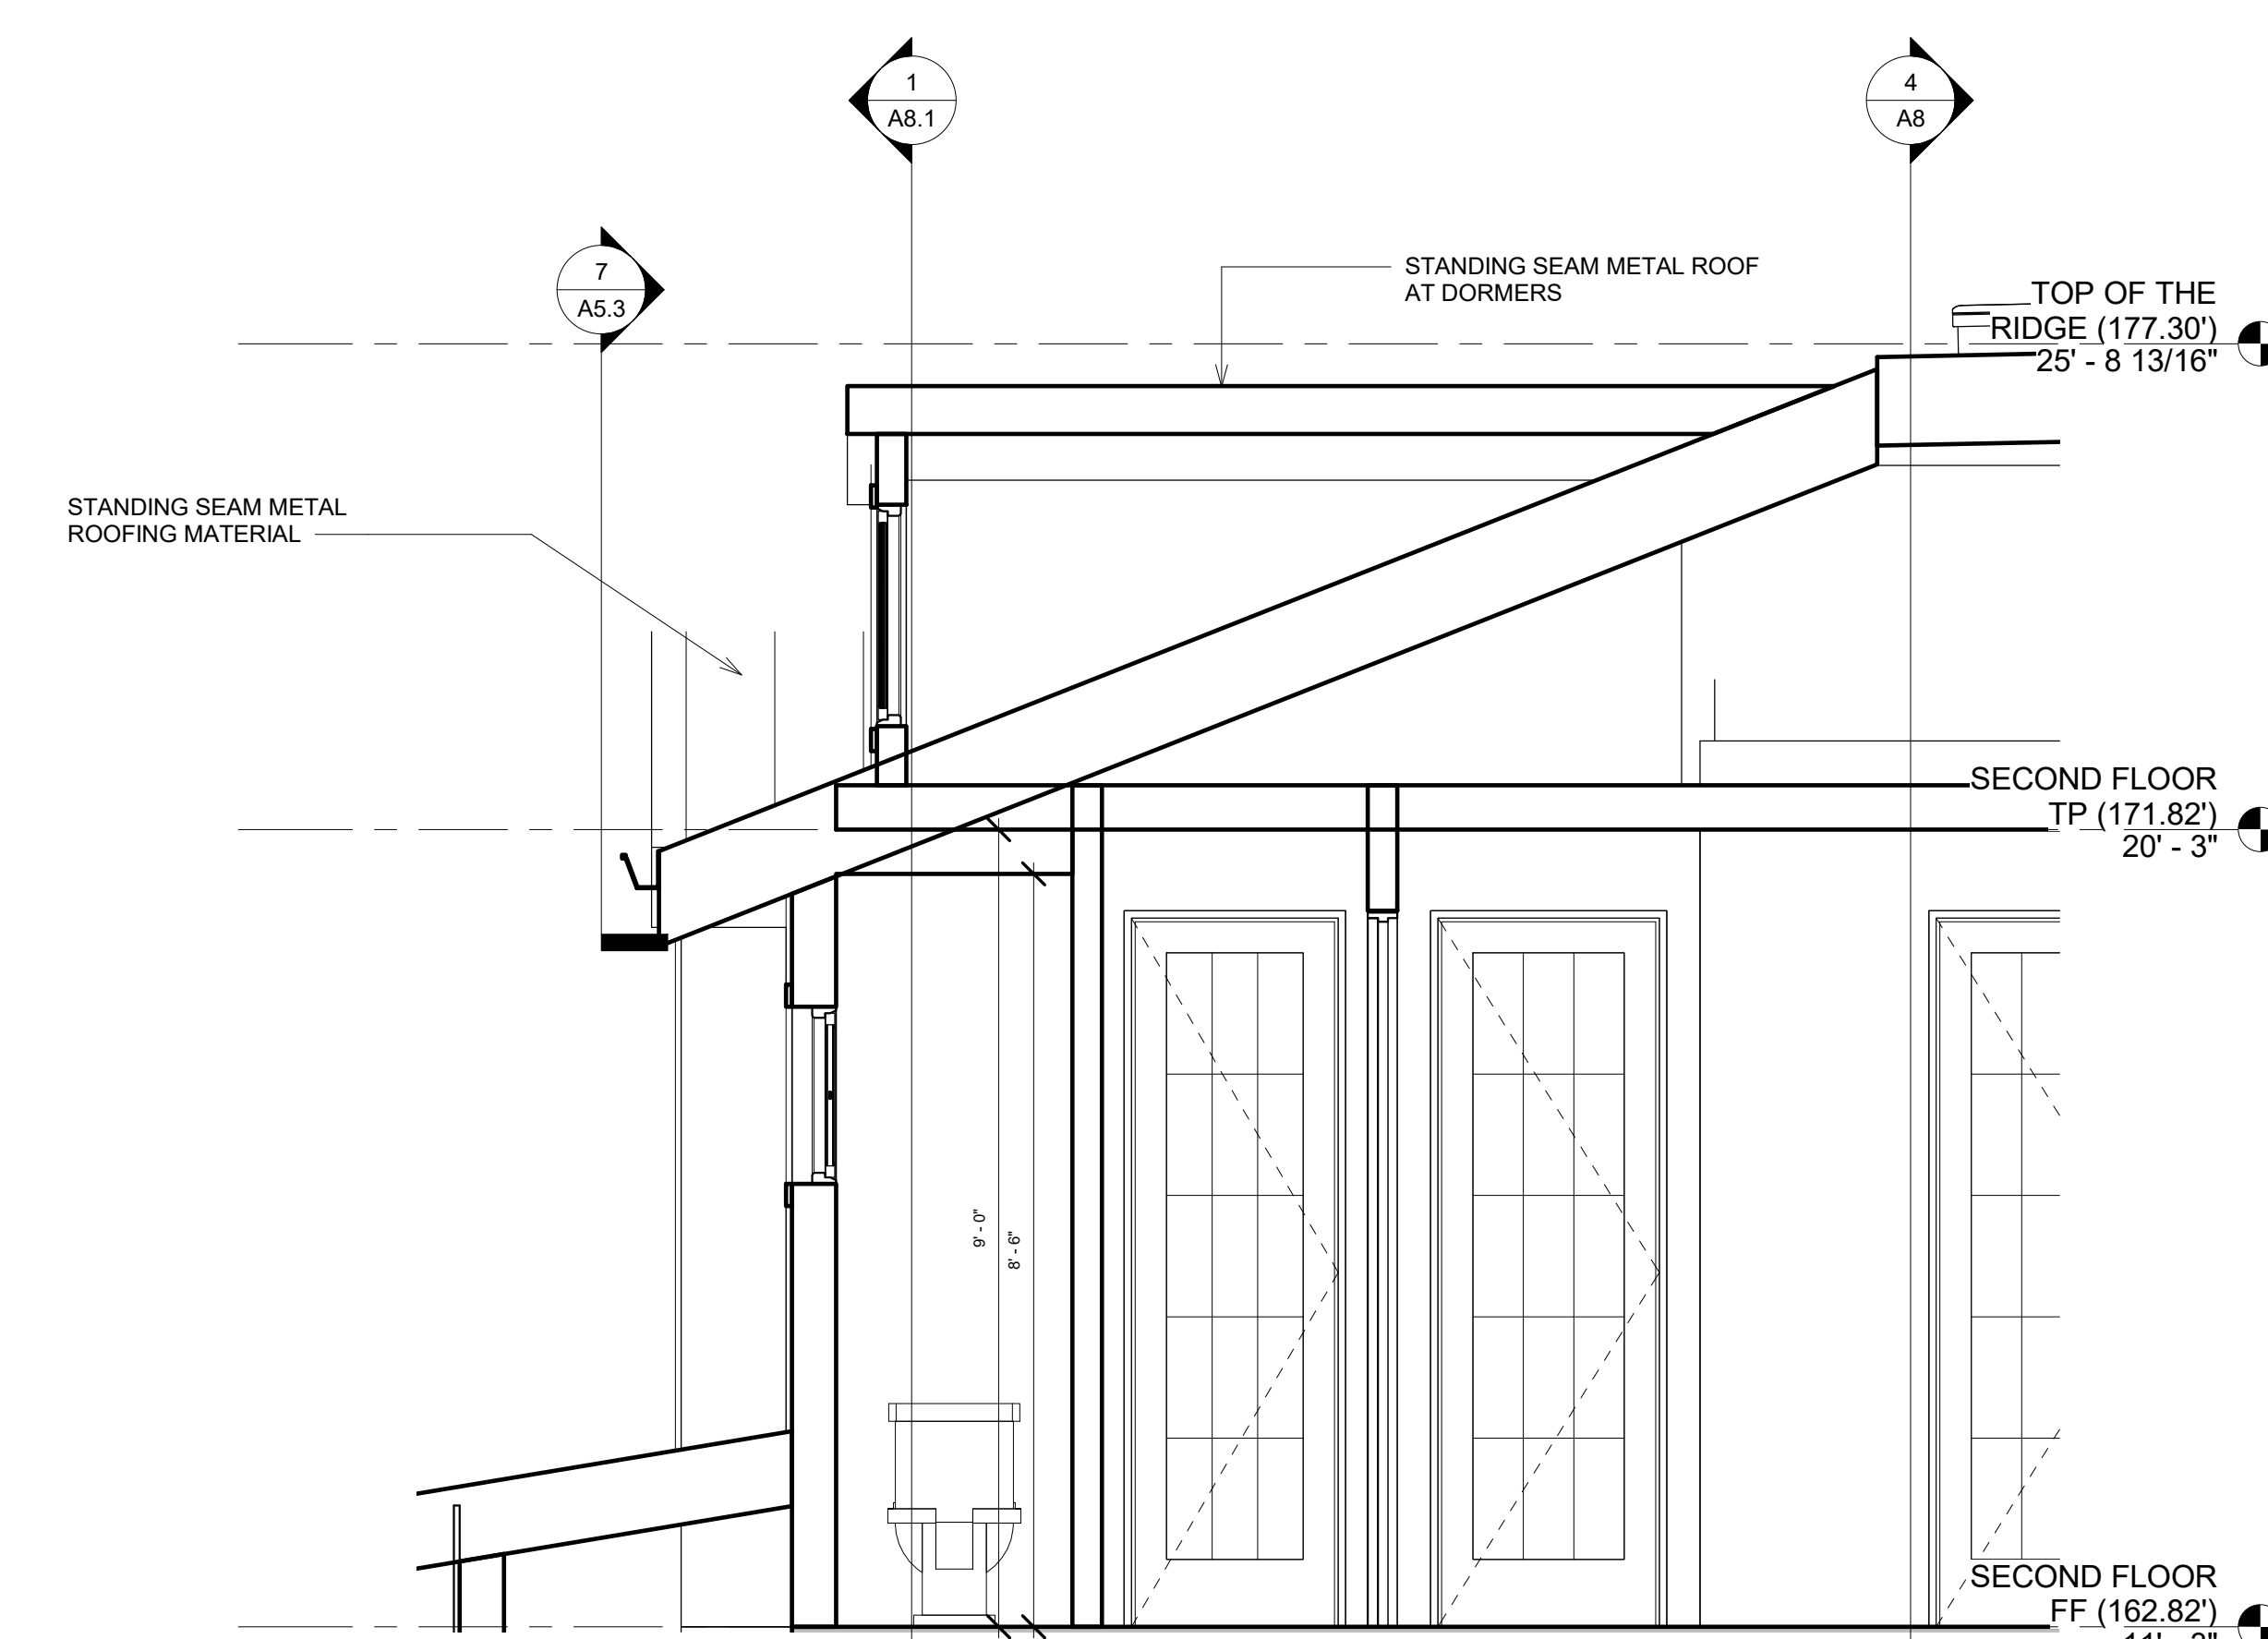 1
A8.1
4
A8
7
A5.3
STANDING SEAM METAL ROOF
AT DORMERS
TOP OF THE
RIDGE (177.30')
25' - 8 13/16"
STANDING SEAM METAL
ROOFING MATERIAL
SECOND FLOOR
TP (171.82')
20' - 3"
9' - 0"
8' - 6"
SECOND FLOOR
FF (162.82')